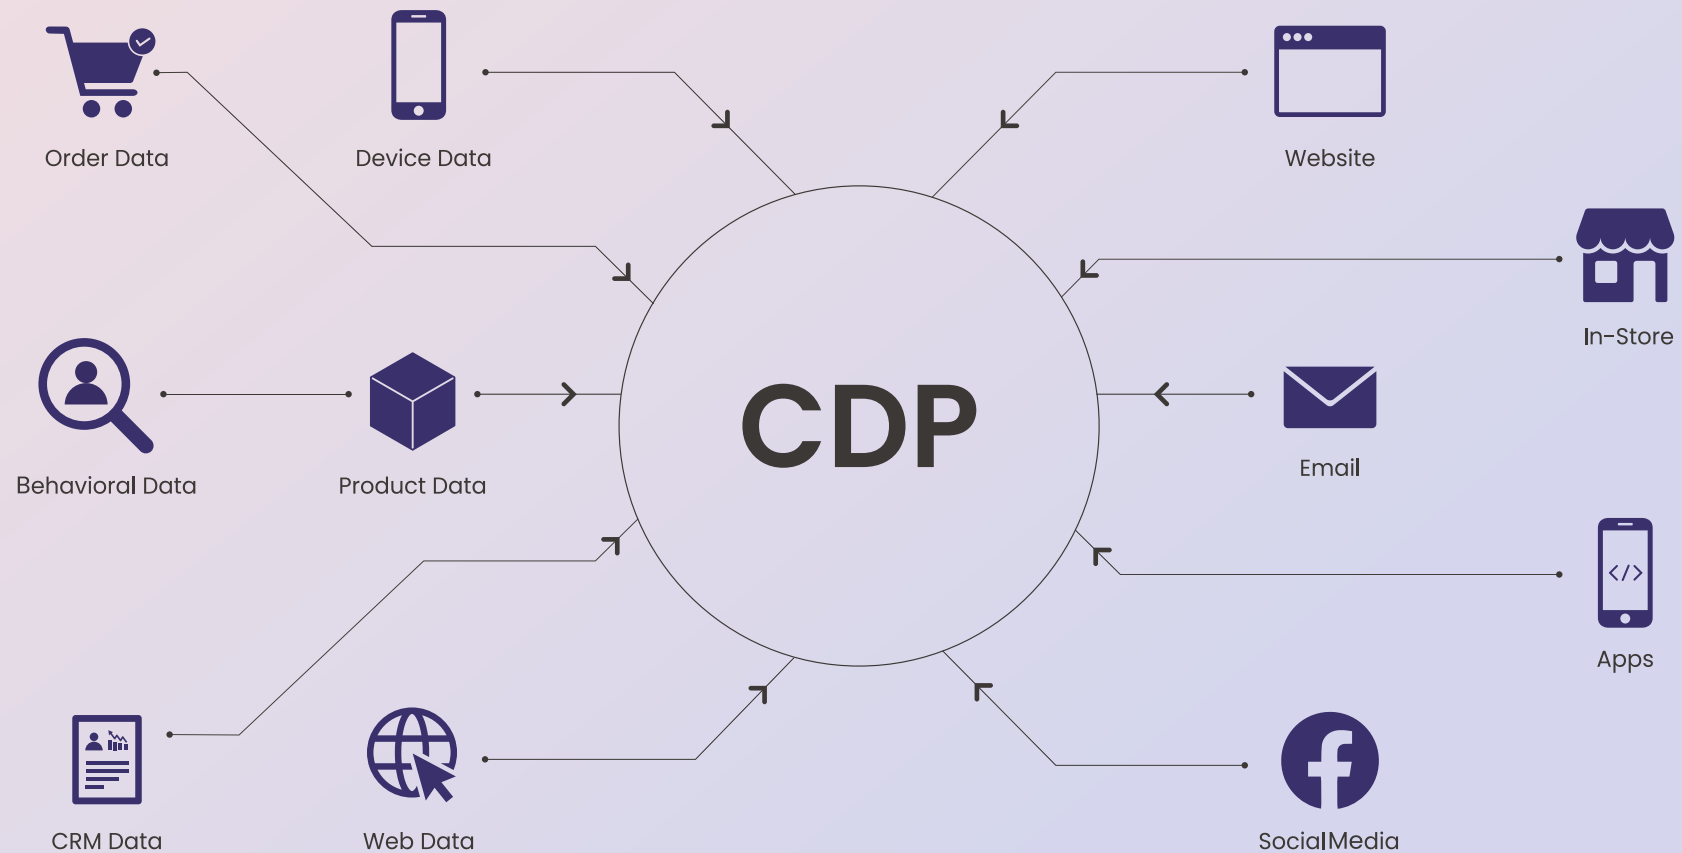 Order Data
Device Data
Website
In-Store
CDP
Behavioral Data
Product Data
Email
</>
Apps
CRM Data
Web Data
Social Media